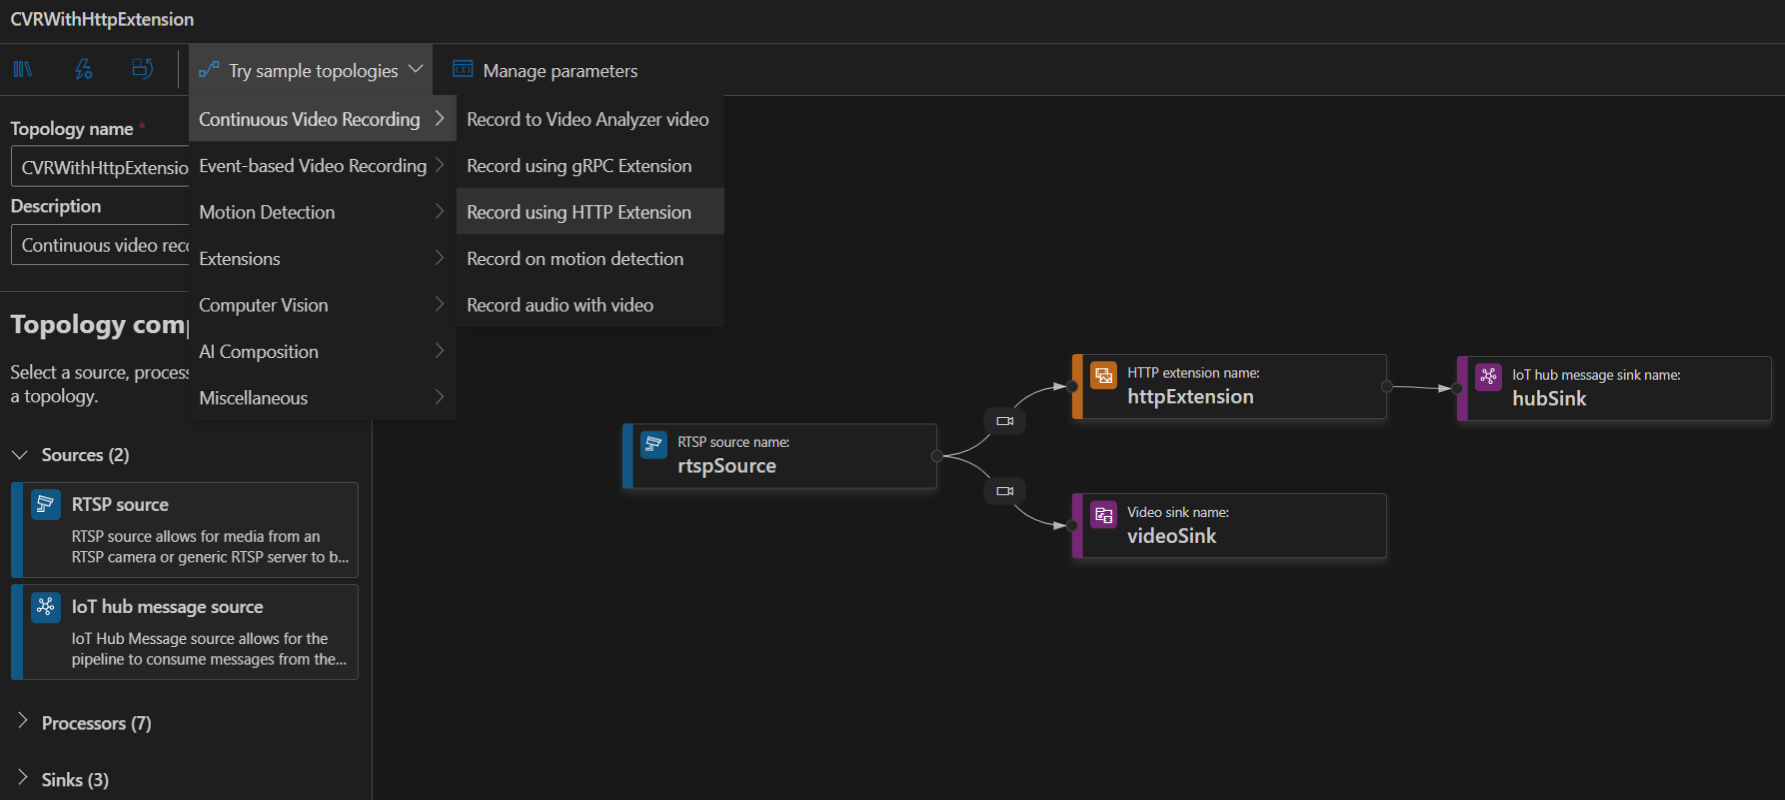 CVRWithHttpExtension
Try sample topologies
Manage parameters
Topology name *
CVRWithHttpExtensio
Description
Continuous video rec
Continuous Video Recording
Event-based Video Recording
Motion Detection
Extensions
Computer Vision
AI Composition
Miscellaneous
Record to Video Analyzer video
Record using gRPC Extension
Record using HTTP Extension
Record on motion detection
Record audio with video
Topology comp
Select a source, process
a topology.
Sources (2)
RTSP source
RTSP source allows for media from an
RTSP camera or generic RTSP server to b...
IoT hub message source
IoT Hub Message source allows for the
pipeline to consume messages from the...
Processors (7)
Sinks (3)
RTSP source name:
rtspSource
HTTP extension name:
httpExtension
IoT hub message sink name:
hubSink
Video sink name:
videoSink